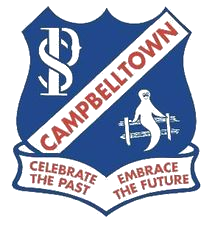 PS
CAMPBELLTOWN
CELEBRATE
THE PAST
EMBRACE
THE FUTURE